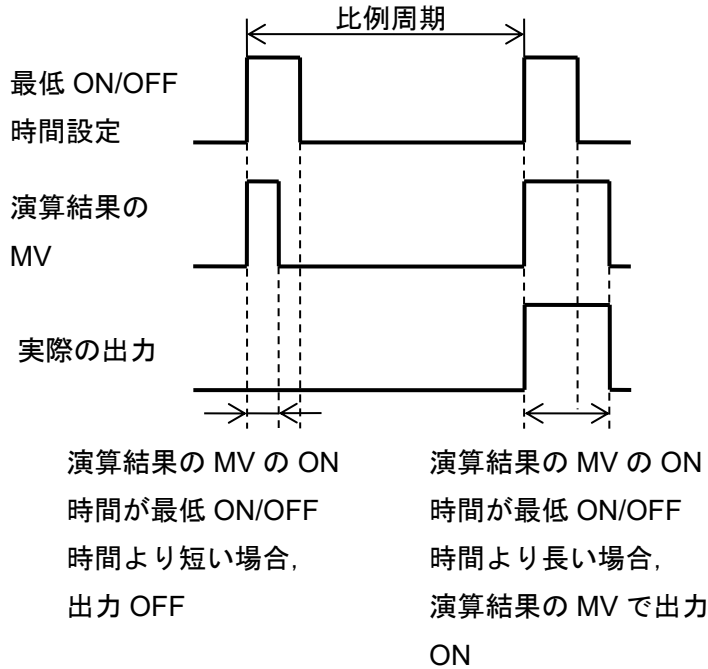 比例周期
最低 ON/OFF
時間設定
演算結果の
MV
実際の出力
演算結果の MV の ON
時間が最低 ON/OFF
時間より短い場合,
出力 OFF
演算結果の MV の ON
時間が最低 ON/OFF
時間より長い場合,
演算結果の MV で出力
ON